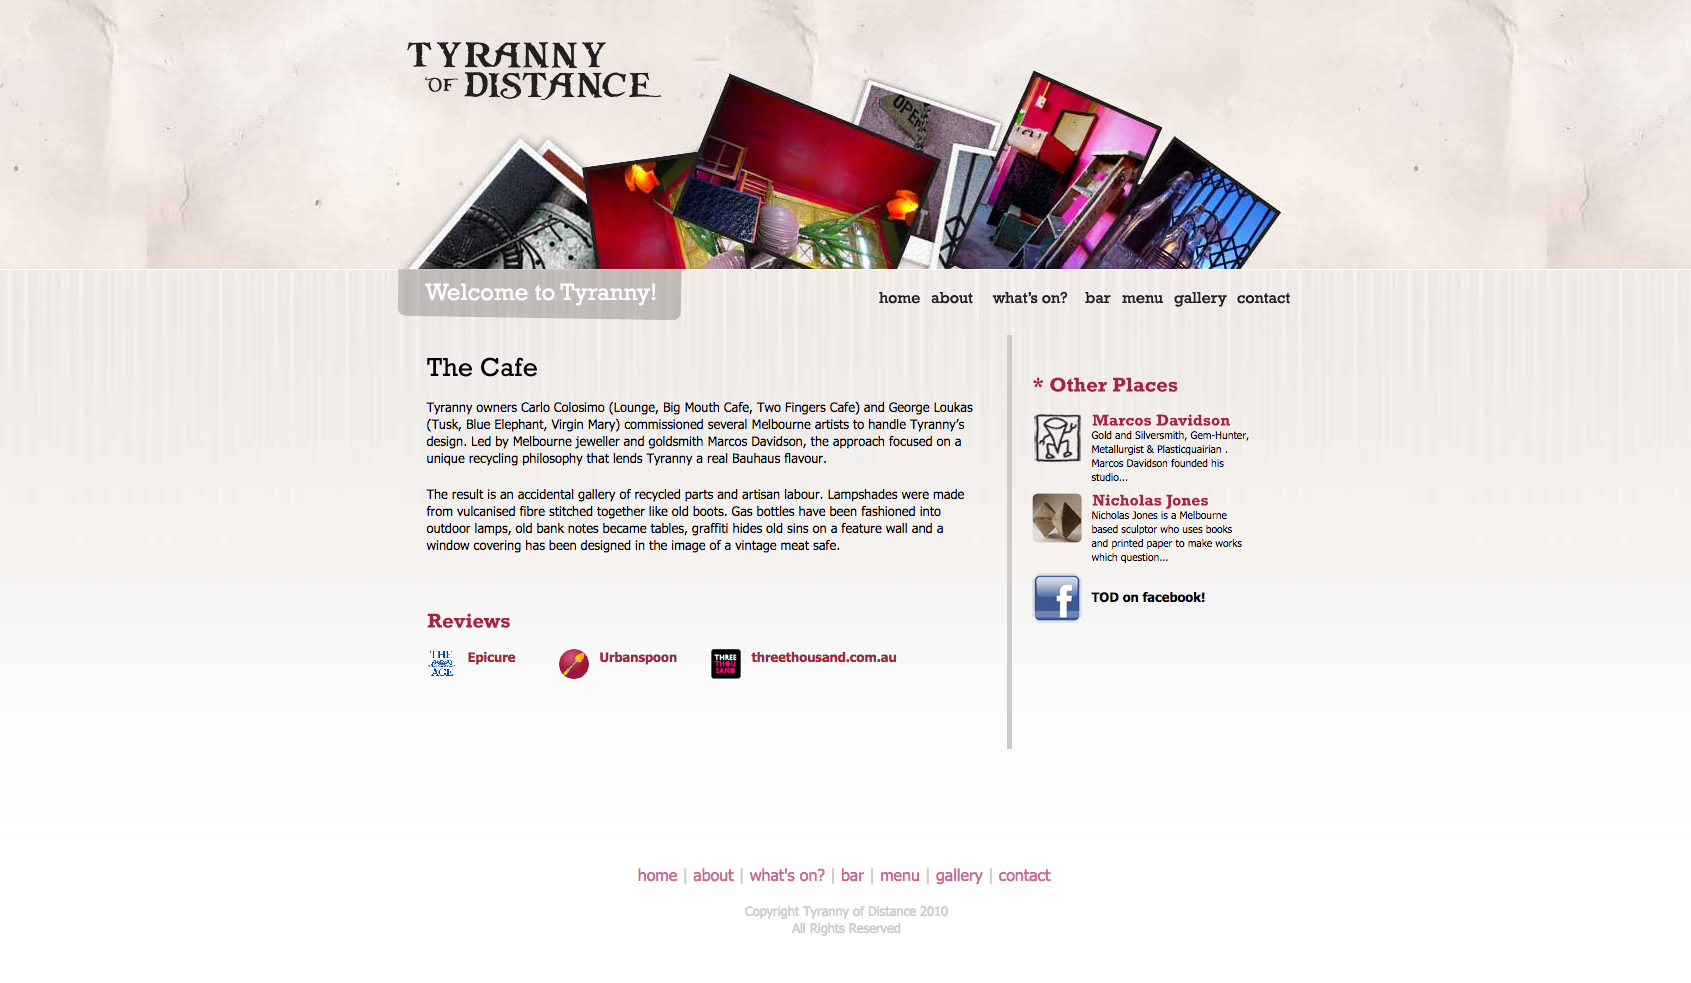 TYRANNY
OF DISTANCE
OPEN
Welcome to Tyranny!
home about what's on? bar menu gallery contact
The Cafe
Tyranny owners Carlo Colosimo (Lounge, Big Mouth Cafe, Two Fingers Cafe) and George Loukas
(Tusk, Blue Elephant, Virgin Mary) commissioned several Melbourne artists to handle Tyranny's
design. Led by Melbourne jeweller and goldsmith Marcos Davidson, the approach focused on a
unique recycling philosophy that lends Tyranny a real Bauhaus flavour.
The result is an accidental gallery of recycled parts and artisan labour. Lampshades were made
from vulcanised fibre stitched together like old boots. Gas bottles have been fashioned into
outdoor lamps, old bank notes became tables, graffiti hides old sins on a feature wall and a
window covering has been designed in the image of a vintage meat safe.
Reviews
THE
AGE
Epicure
Urbanspoon
THREE
THOU
SAND
threethousand.com.au
* Other Places
Marcos Davidson
Gold and Silversmith, Gem-Hunter,
Metallurgist & Plasticquairian .
Marcos Davidson founded his
studio...
Nicholas Jones
Nicholas Jones is a Melbourne
based sculptor who uses books
and printed paper to make works
which question...
f
TOD on facebook!
home | about | what's on? | bar | menu | gallery | contact
Copyright Tyranny of Distance 2010
All Rights Reserved